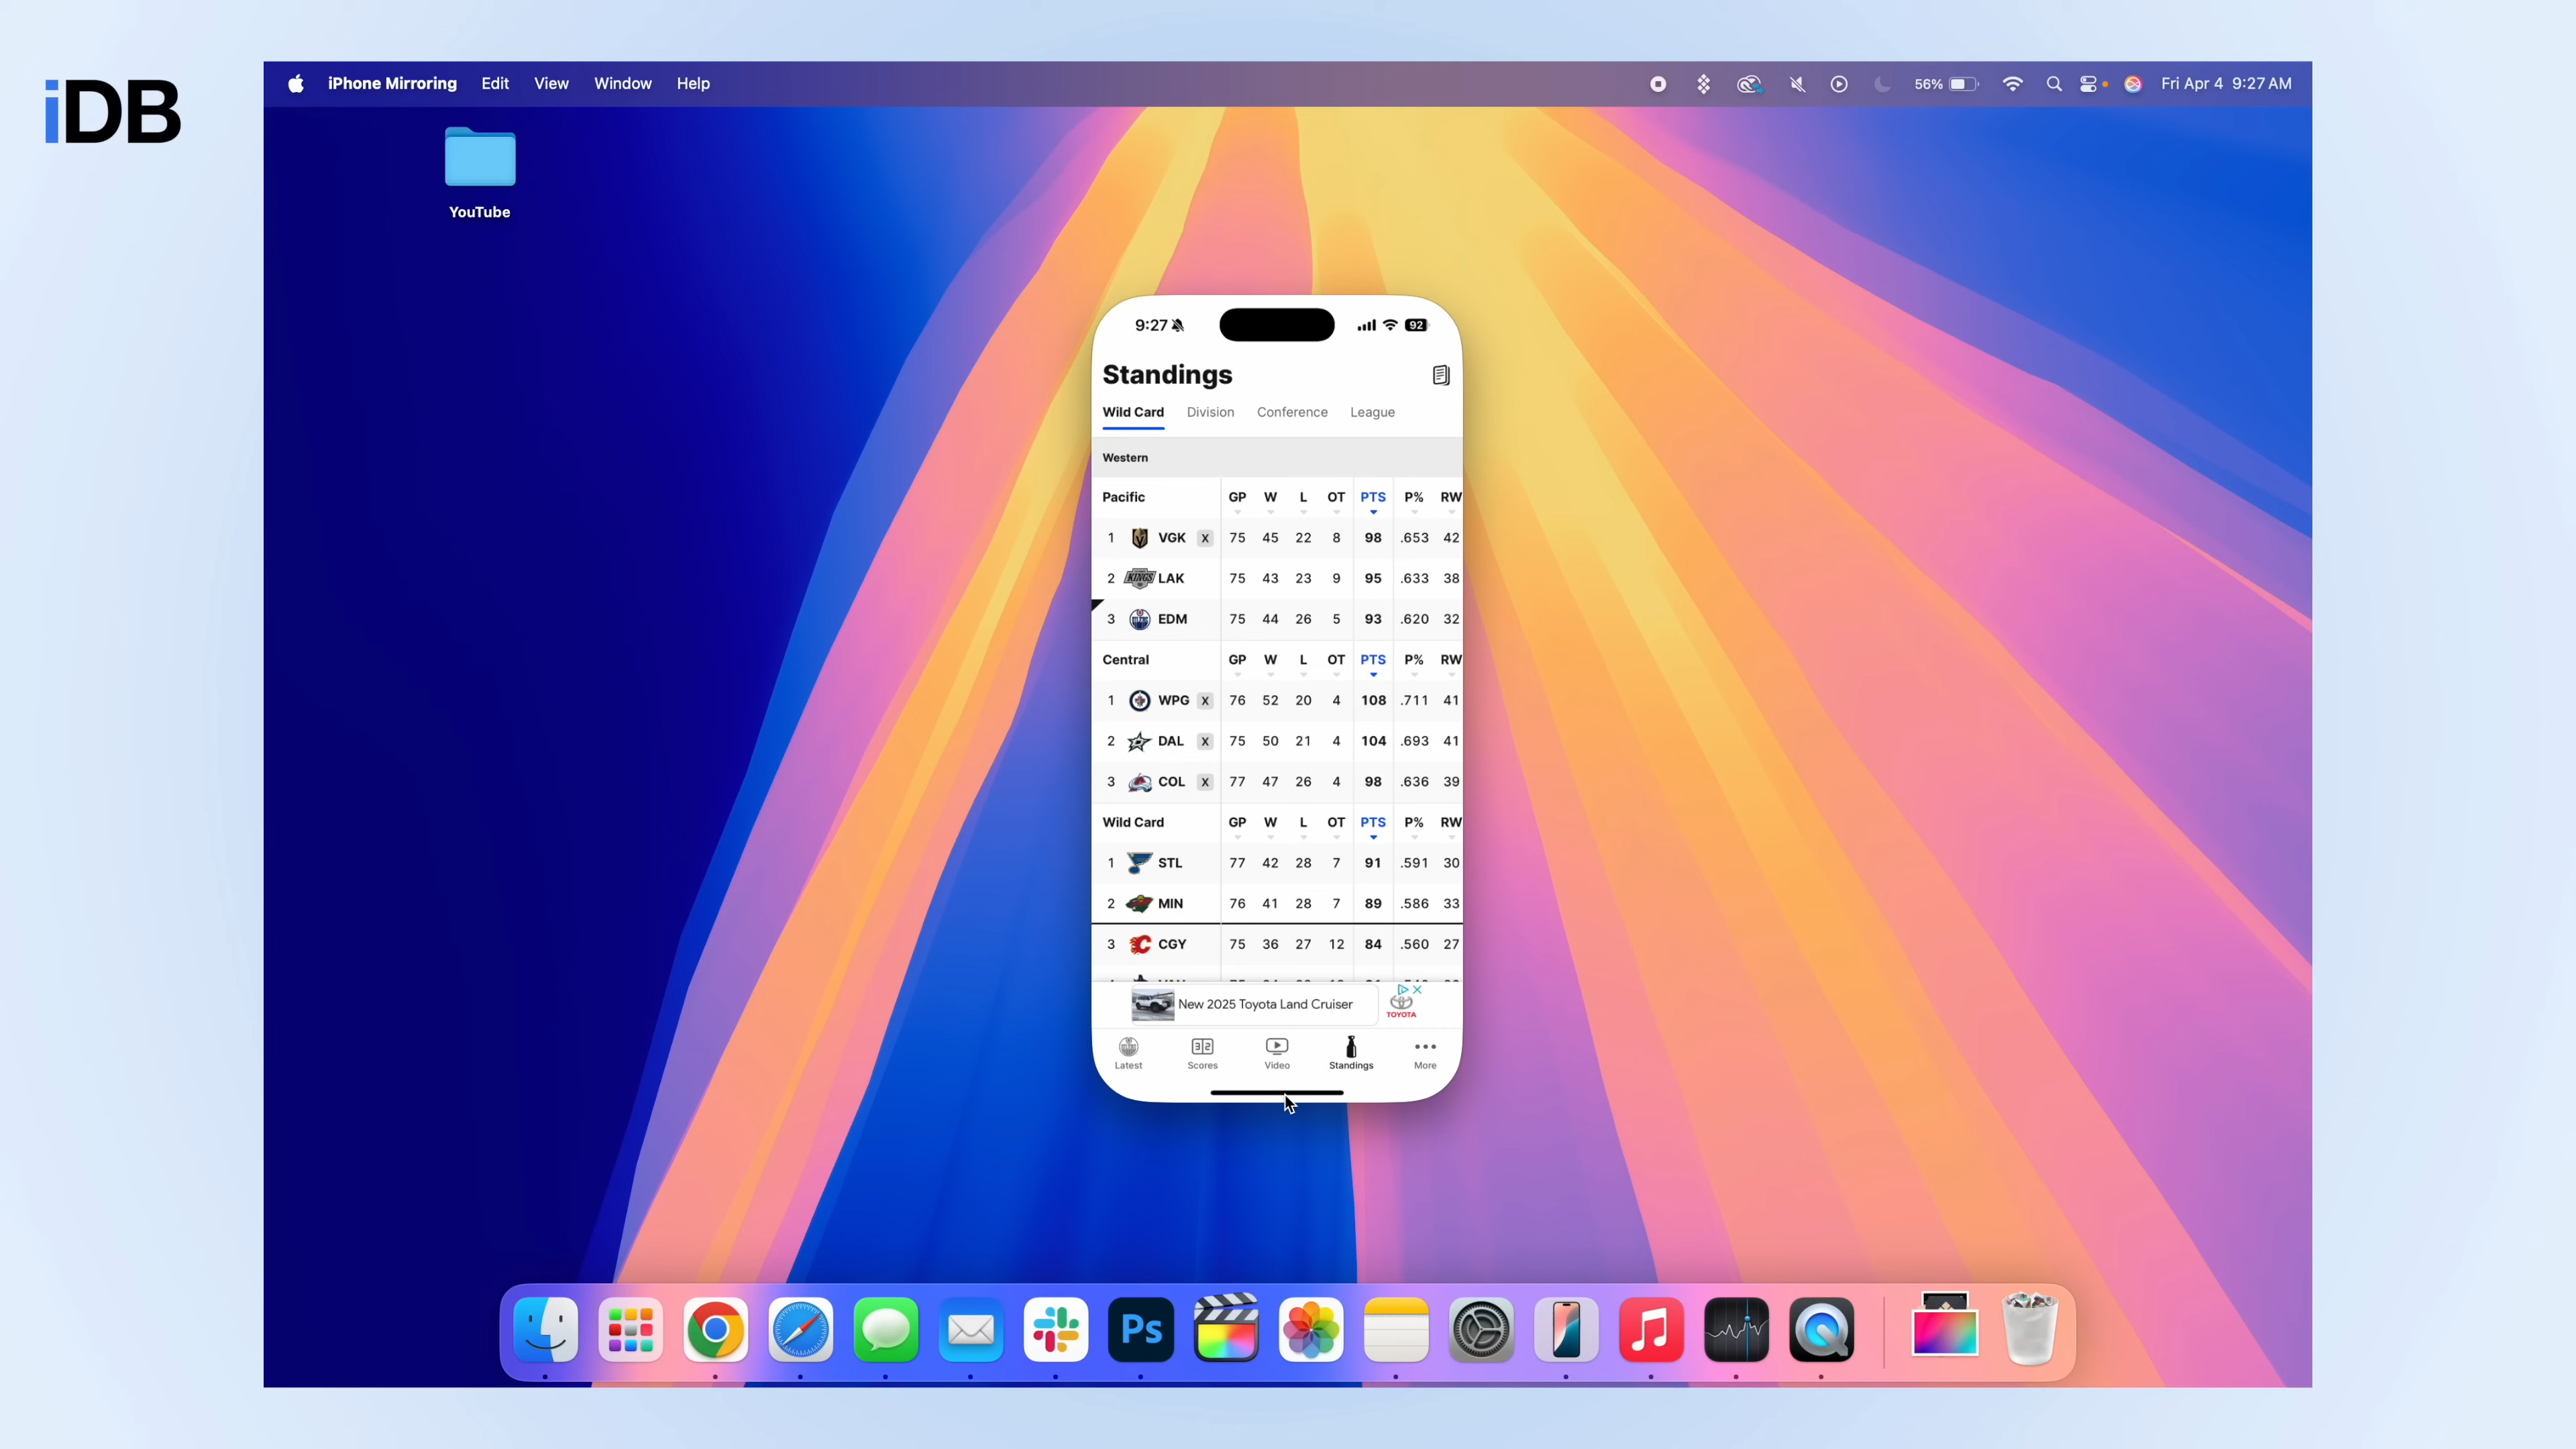 iDB
iPhone Mirroring Edit View Window Help 56% Fri Apr 4 9:27 AM
YouTube
9:27 92
Standings
Wild Card Division Conference League
Western
Pacific GP W L OT PTS P% RW
1 VGK X 75 45 22 8 98 .653 42
2 KINGS LAK 75 43 23 9 95 .633 38
3 EDM 75 44 26 5 93 .620 32
Central GP W L OT PTS P% RW
1 WPG X 76 52 20 4 108 .711 41
2 DAL X 75 50 21 4 104 .693 41
3 COL X 77 47 26 4 98 .636 39
Wild Card GP W L OT PTS P% RW
1 STL 77 42 28 7 91 .591 30
2 MIN 76 41 28 7 89 .586 33
3 CGY 75 36 27 12 84 .560 27
New 2025 Toyota Land Cruiser TOYOTA
Latest Scores Video Standings More
Ps